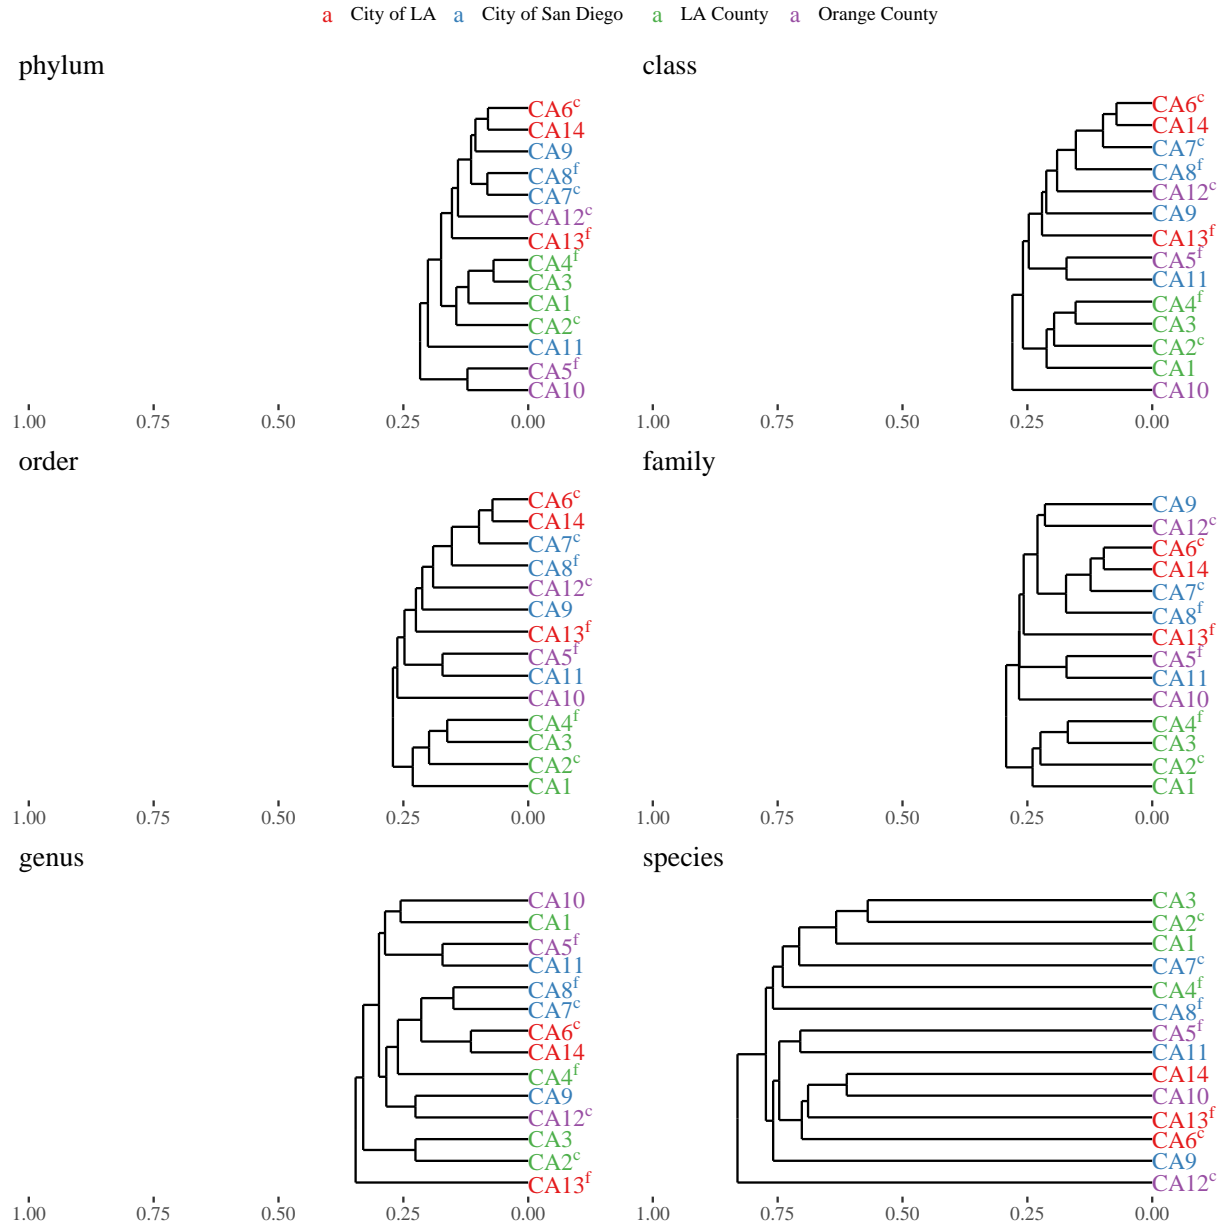 a City of LA a City of San Diego a LA County a Orange County
phylum
CA6c
CA14
CA9
CA8f
CA7c
CA12c
CA13f
CA4f
CA3
CA1
CA2c
CA11
CA5f
CA10
1.00 0.75 0.50 0.25 0.00
class
CA6c
CA14
CA7c
CA8f
CA12c
CA9
CA13f
CA5f
CA11
CA4f
CA3
CA2c
CA1
CA10
1.00 0.75 0.50 0.25 0.00
order
CA6c
CA14
CA7c
CA8f
CA12c
CA9
CA13f
CA5f
CA11
CA10
CA4f
CA3
CA2c
CA1
1.00 0.75 0.50 0.25 0.00
family
CA9
CA12c
CA6c
CA14
CA7c
CA8f
CA13f
CA5f
CA11
CA10
CA4f
CA3
CA2c
CA1
1.00 0.75 0.50 0.25 0.00
genus
CA10
CA1
CA5f
CA11
CA8f
CA7c
CA6c
CA14
CA4f
CA9
CA12c
CA3
CA2c
CA13f
1.00 0.75 0.50 0.25 0.00
species
CA3
CA2c
CA1
CA7c
CA4f
CA8f
CA5f
CA11
CA14
CA10
CA13f
CA6c
CA9
CA12c
1.00 0.75 0.50 0.25 0.00